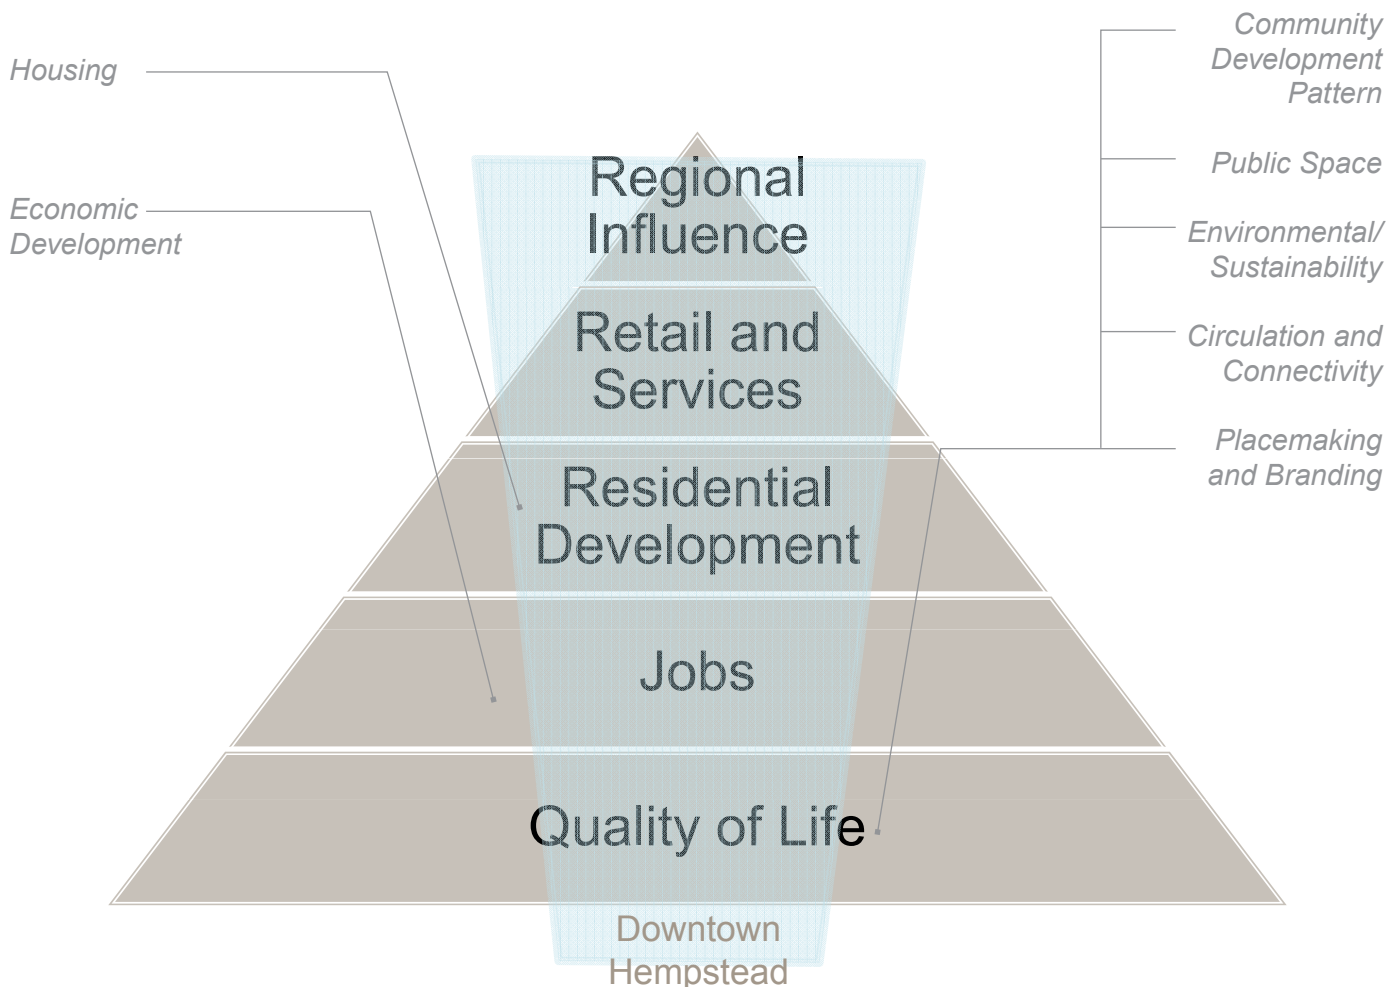 Housing
Economic
Development
Regional
Influence
Retail and
Services
Residential
Development
Jobs
Quality of Life
Downtown
Hempstead
Community
Development
Pattern
Public Space
Environmental/
Sustainability
Circulation and
Connectivity
Placemaking
and Branding